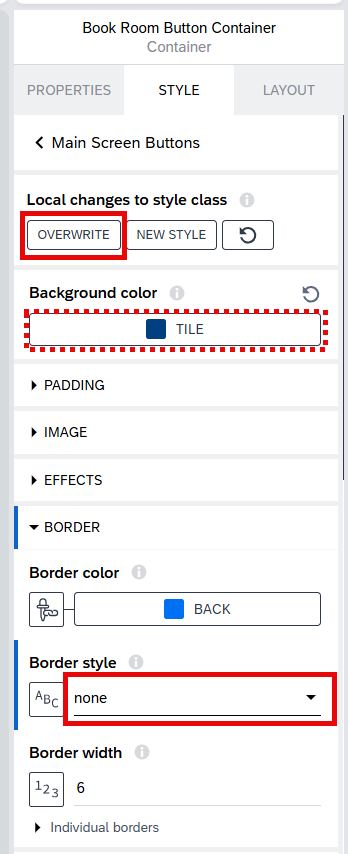 Book Room Button Container
Container
PROPERTIES STYLE LAYOUT
Main Screen Buttons
Local changes to style class i
OVERWRITE NEW STYLE
Background color i
TILE
PADDING
IMAGE
EFFECTS
BORDER
Border color i
BACK
Border style i
ABC none
Border width i
123 6
Individual borders